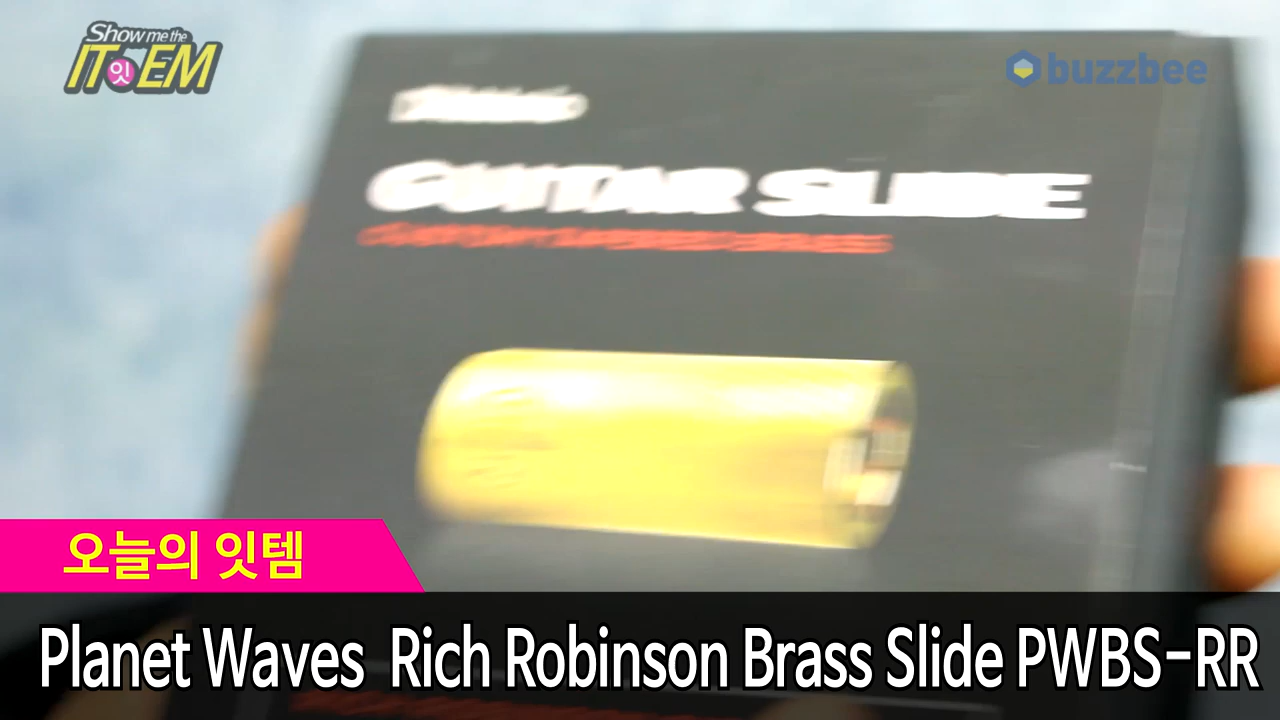 Show me the
IT잇EM
buzzbee
GUITAR SLIDE
오늘의 잇템
Planet Waves Rich Robinson Brass Slide PWBS-RR